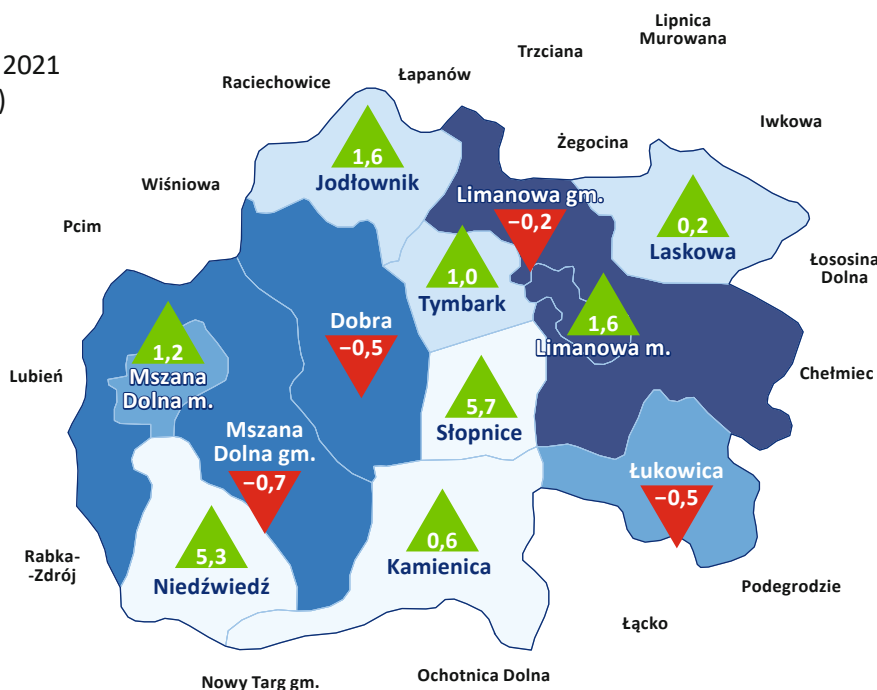 2021
)
Lipnica
Murowana
Trzciana
Łapanów
Raciechowice
Iwkowa
Żegocina
1,6
Jodłownik
Wiśniowa
Limanowa gm.
−0,2
0,2
Laskowa
Pcim
Łososina
Dolna
1,0
Tymbark
Dobra
−0,5
1,6
Limanowa m.
1,2
Mszana
Dolna m.
Lubień
Chełmiec
5,7
Słopnice
Mszana
Dolna gm.
−0,7
Łukowica
−0,5
5,3
Niedźwiedź
0,6
Kamienica
Rabka-
-Zdrój
Podegrodzie
Łącko
Ochotnica Dolna
Nowy Targ gm.